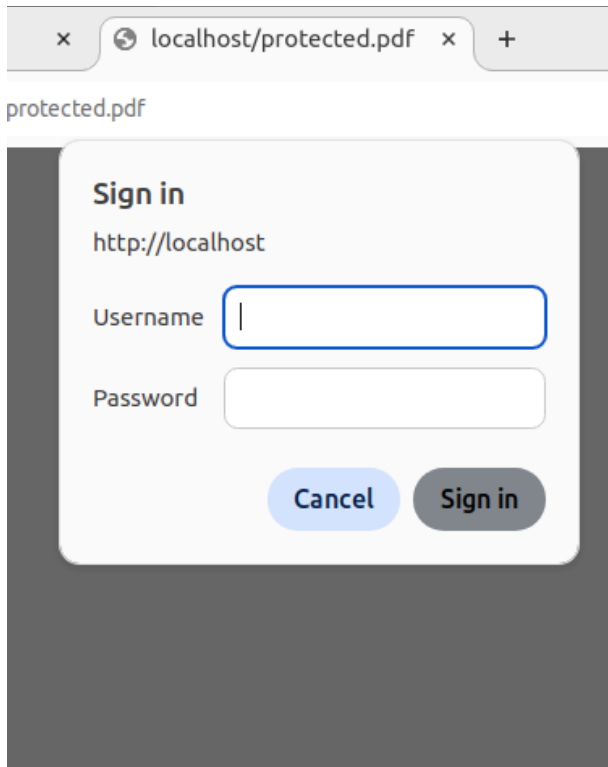 localhost/protected.pdf
protected.pdf
Sign in
http://localhost
Username
Password
Cancel Sign in